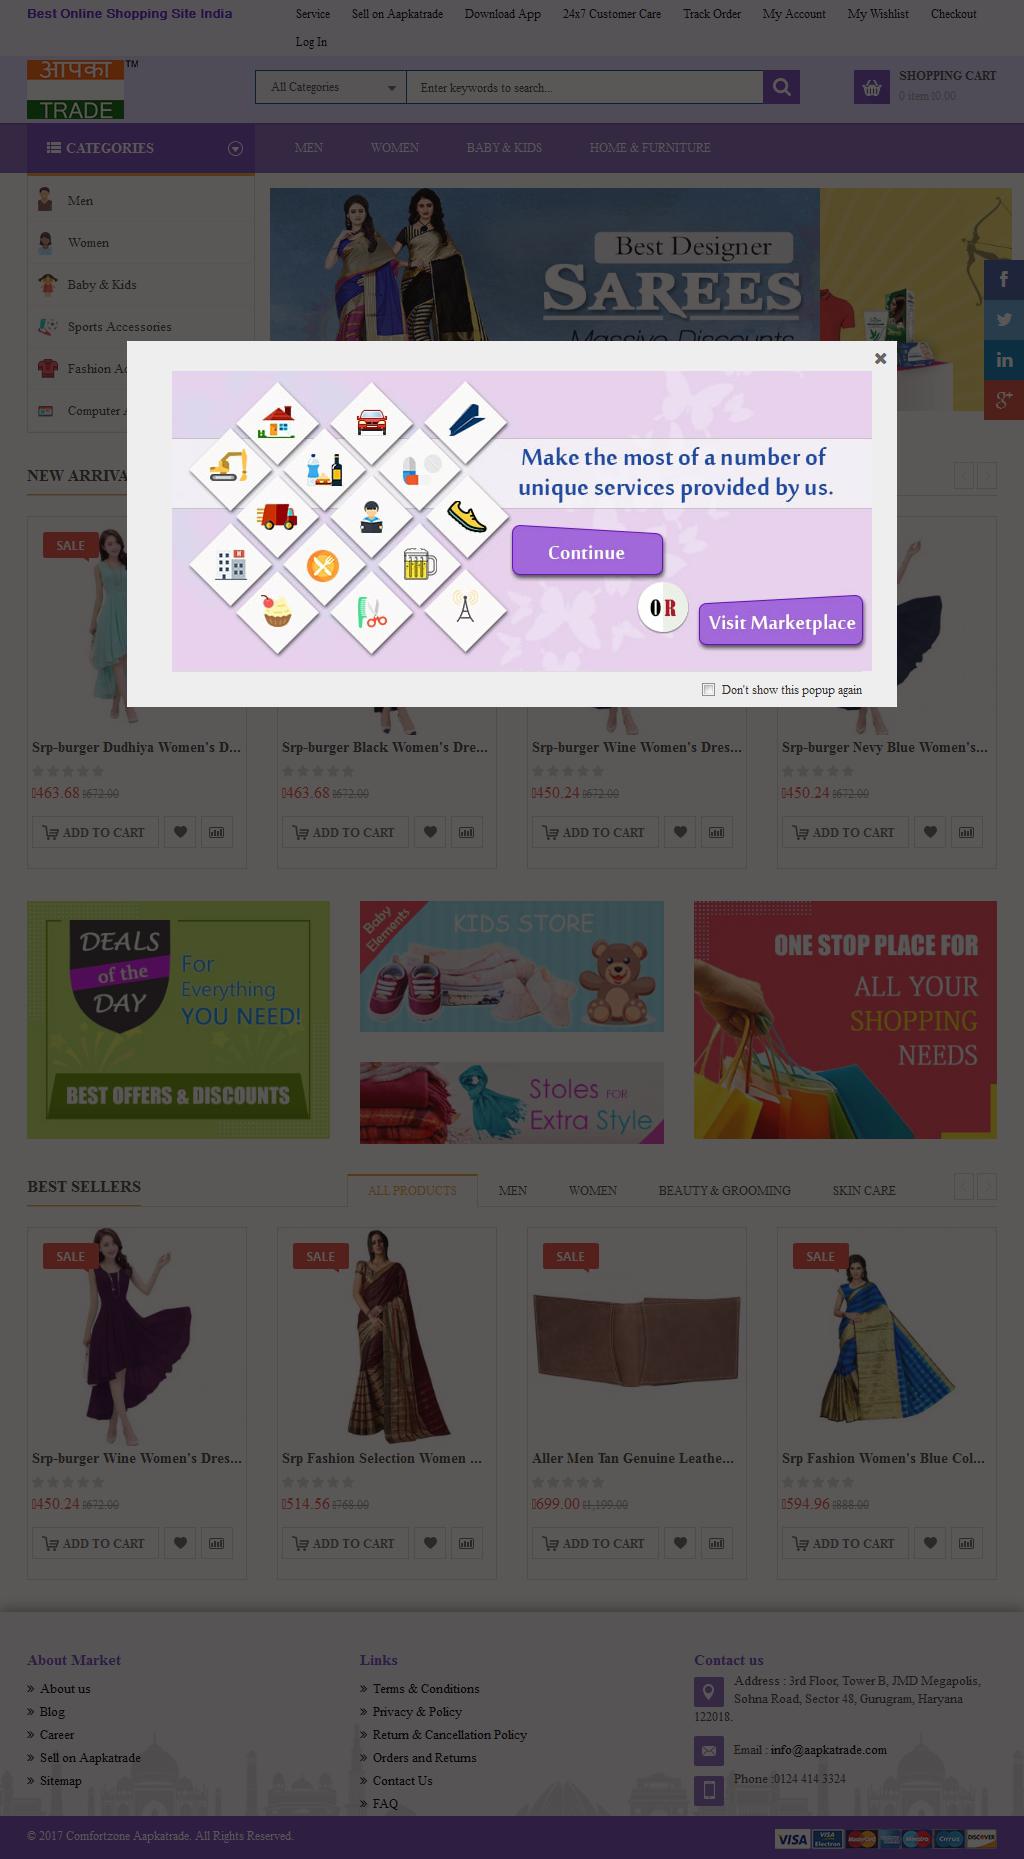 Best Online Shopping Site India
Service Sell on Aapkatrade Download App 24x7 Customer Care Track Order My Account My Wishlist Checkout
Log In
आपका TM
TRADE
All Categories Enter keywords to search...
SHOPPING CART
0 item 0.00
CATEGORIES MEN WOMEN BABY & KIDS HOME & FURNITURE
Men
Women
Baby & Kids
Sports Accessories
Fashion
Computer
Best Designer
SAREES
Massive Discounts
f
in
g+
Make the most of a number of
unique services provided by us.
Continue
OR
Visit Marketplace
Don't show this popup again
NEW
SALE
Srp-burger Dudhiya Women's D... Srp-burger Black Women's Dre... Srp-burger Wine Women's Dres... Srp-burger Nevy Blue Women's...
463.68 672.00 463.68 672.00 450.24 672.00 450.24 672.00
ADD TO CART ADD TO CART ADD TO CART ADD TO CART
DEALS
of the
DAY
For
Everything
YOU NEED!
BEST OFFERS & DISCOUNTS
Baby
Elements
KIDS STORE
Stoles FOR
Extra Style
ONE STOP PLACE FOR
ALL YOUR
SHOPPING
NEEDS
BEST SELLERS ALL PRODUCTS MEN WOMEN BEAUTY & GROOMING SKIN CARE
SALE SALE SALE SALE
Srp-burger Wine Women's Dres... Srp Fashion Selection Women ... Aller Men Tan Genuine Leathe... Srp Fashion Women's Blue Col...
450.24 672.00 514.56 768.00 699.00 1,199.00 594.96 888.00
ADD TO CART ADD TO CART ADD TO CART ADD TO CART
About Market
» About us
» Blog
» Career
» Sell on Aapkatrade
» Sitemap
Links
» Terms & Conditions
» Privacy & Policy
» Return & Cancellation Policy
» Orders and Returns
» Contact Us
» FAQ
Contact us
Address : 3rd Floor, Tower B, JMD Megapolis,
Sohna Road, Sector 48, Gurugram, Haryana
122018.
Email : info@aapkatrade.com
Phone :0124 414 3324
© 2017 Comfortzone Aapkatrade. All Rights Reserved.
VISA VISA Electron MasterCard Maestro Cirrus DISCOVER